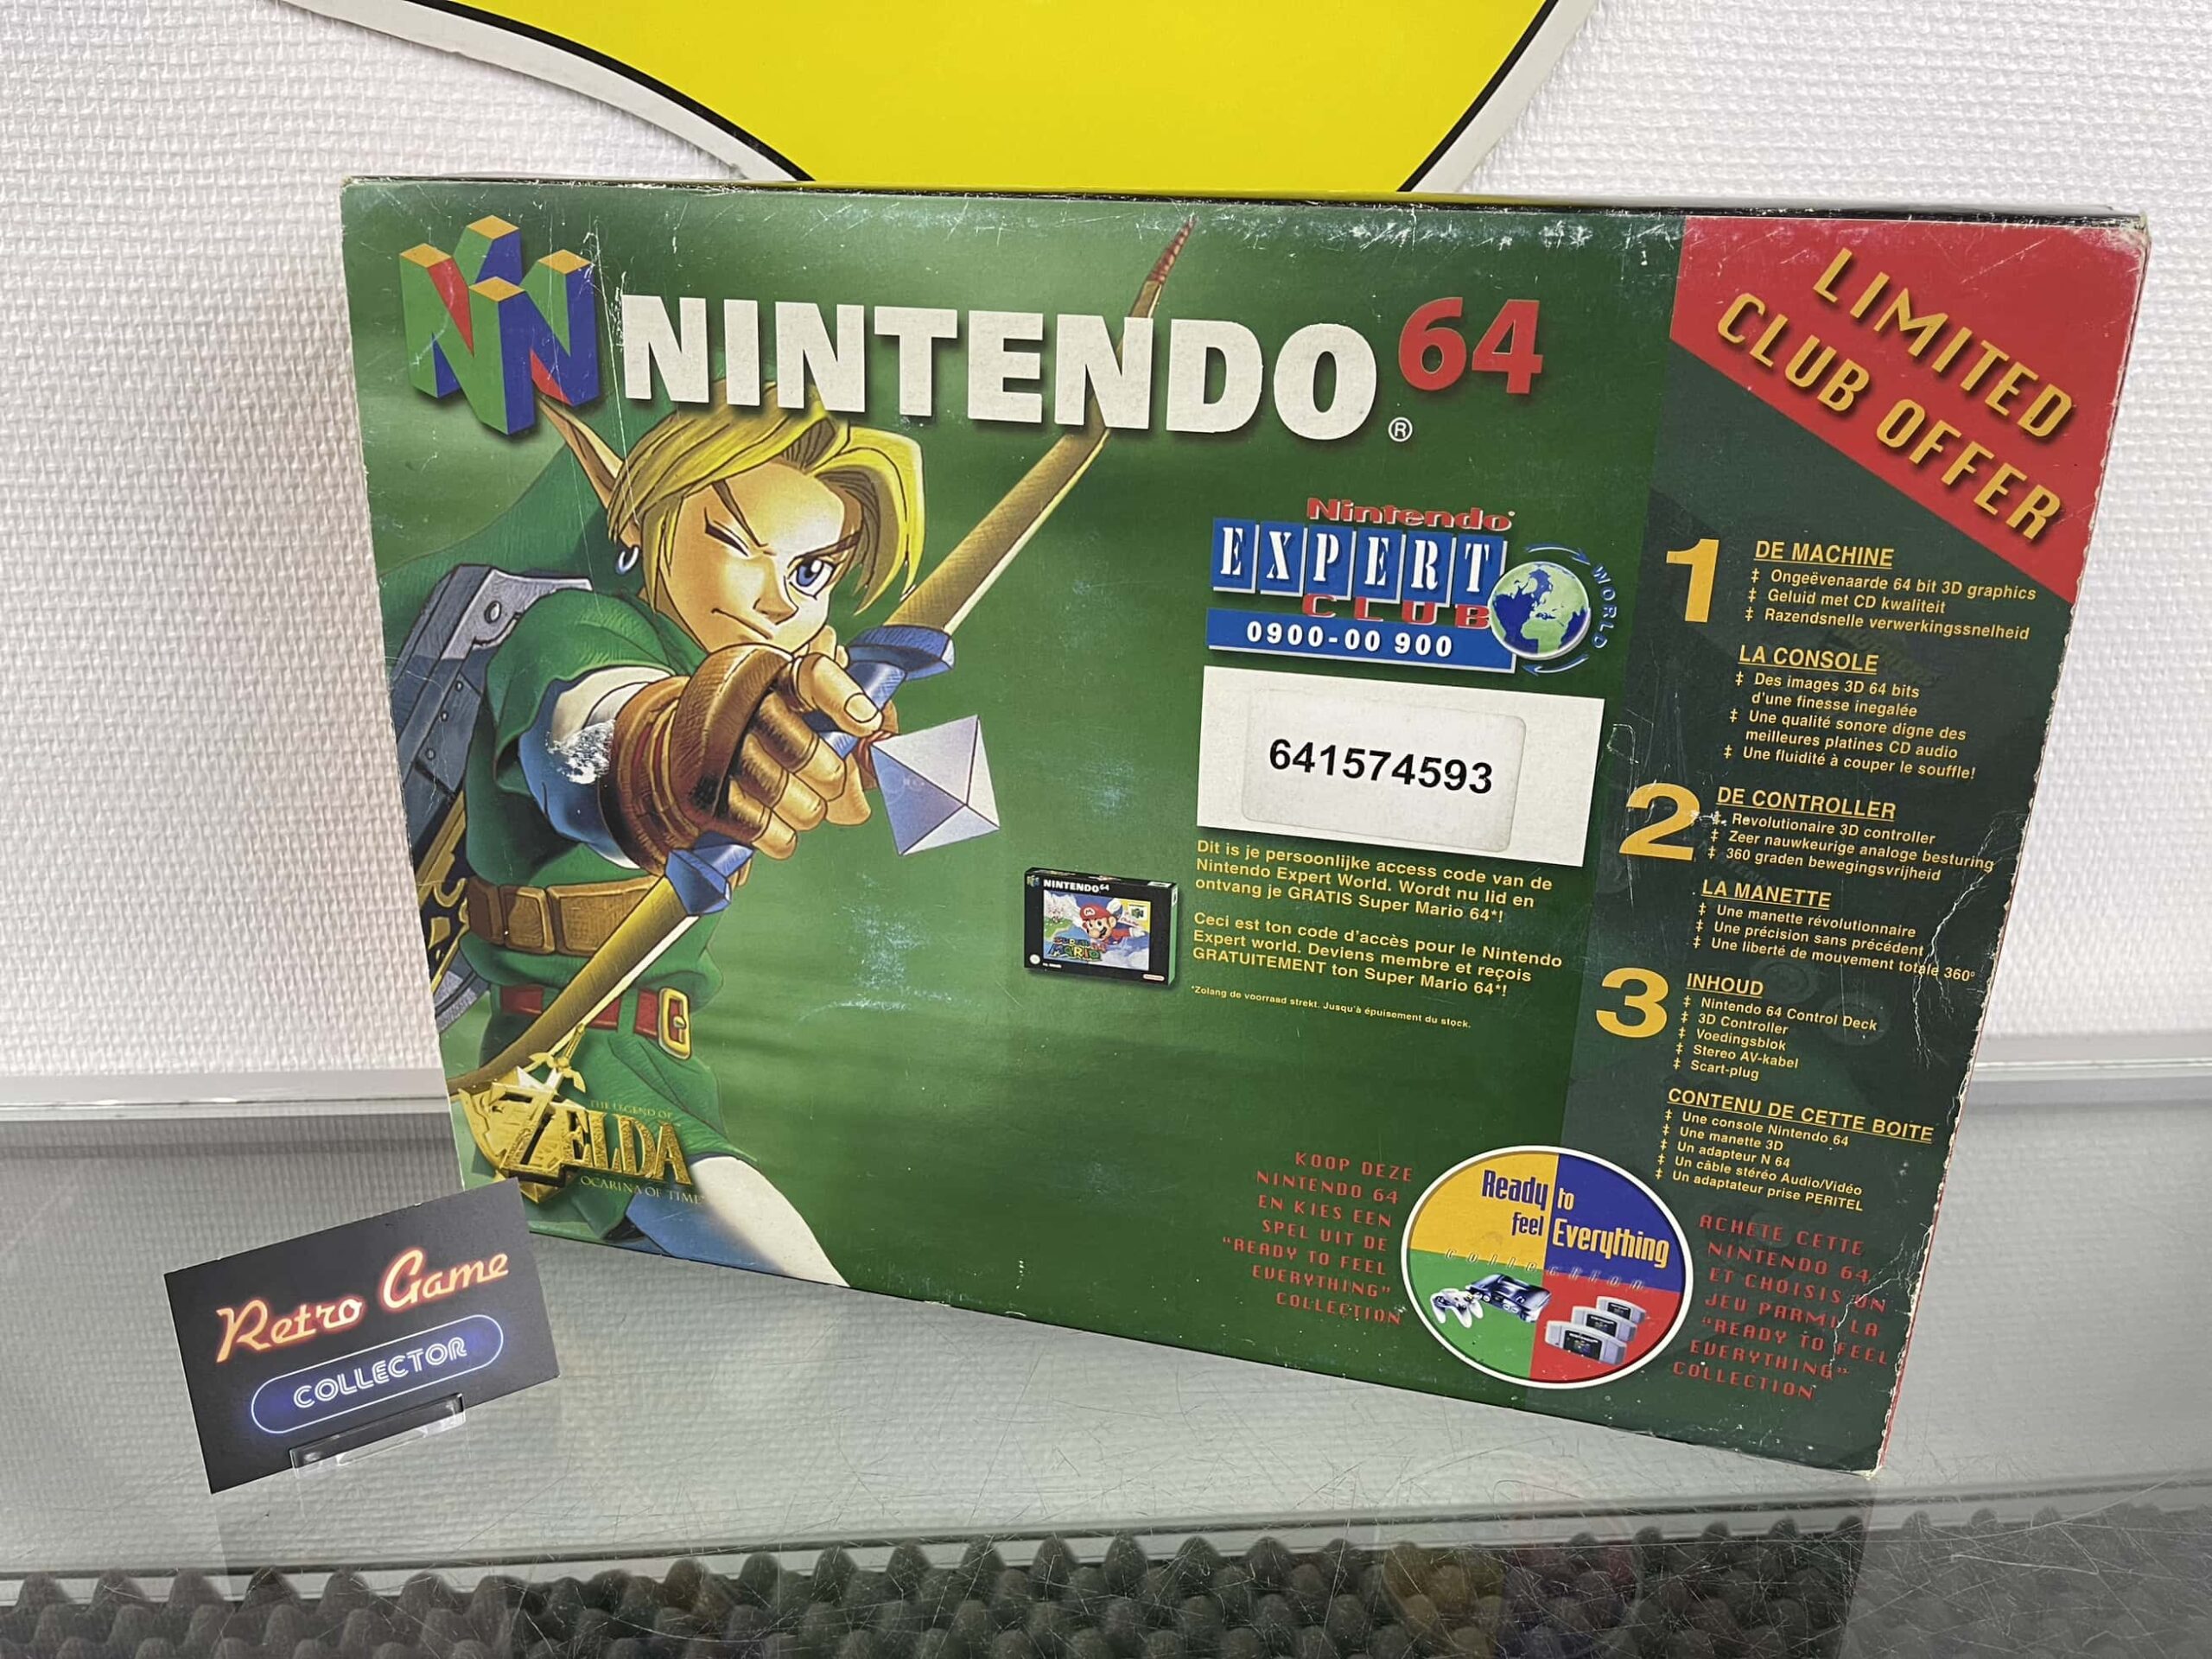 NINTENDO 64
®
LIMITED
CLUB OFFER
Nintendo
EXPERT
CLUB
WORLD
0900-00 900
641574593
Dit is je persoonlijke access code van de
Nintendo Expert World. Wordt nu lid en
ontvang je GRATIS Super Mario 64*!
Ceci est ton code d'accès pour le Nintendo
Expert world. Deviens membre et reçois
GRATUITEMENT ton Super Mario 64*!
*Zolang de voorraad strekt. Jusqu'à épuisement du stock.
NINTENDO 64
SUPER
MARIO
1
DE MACHINE
‡ Ongeëvenaarde 64 bit 3D graphics
‡ Geluid met CD kwaliteit
‡ Razendsnelle verwerkingssnelheid
LA CONSOLE
‡ Des images 3D 64 bits
d'une finesse inegalée
‡ Une qualité sonore digne des
meilleures platines CD audio
‡ Une fluidité à couper le souffle!
2
DE CONTROLLER
‡ Revolutionaire 3D controller
‡ Zeer nauwkeurige analoge besturing
‡ 360 graden bewegingsvrijheid
LA MANETTE
‡ Une manette révolutionnaire
‡ Une précision sans précédent
‡ Une liberté de mouvement totale 360°
3
INHOUD
‡ Nintendo 64 Control Deck
‡ 3D Controller
‡ Voedingsblok
‡ Stereo AV-kabel
‡ Scart-plug
CONTENU DE CETTE BOITE
‡ Une console Nintendo 64
‡ Une manette 3D
‡ Un adapteur N 64
‡ Un câble stéréo Audio/Vidéo
‡ Un adaptateur prise PERITEL
THE LEGEND OF
ZELDA
OCARINA OF TIME
KOOP DEZE
NINTENDO 64
EN KIES EEN
SPEL UIT DE
"READY TO FEEL
EVERYTHING"
COLLECTION
Ready to
feel Everything
collection
ACHETE CETTE
NINTENDO 64
ET CHOISIS UN
JEU PARMI LA
"READY TO FEEL
EVERYTHING"
COLLECTION
Retro Game
COLLECTOR